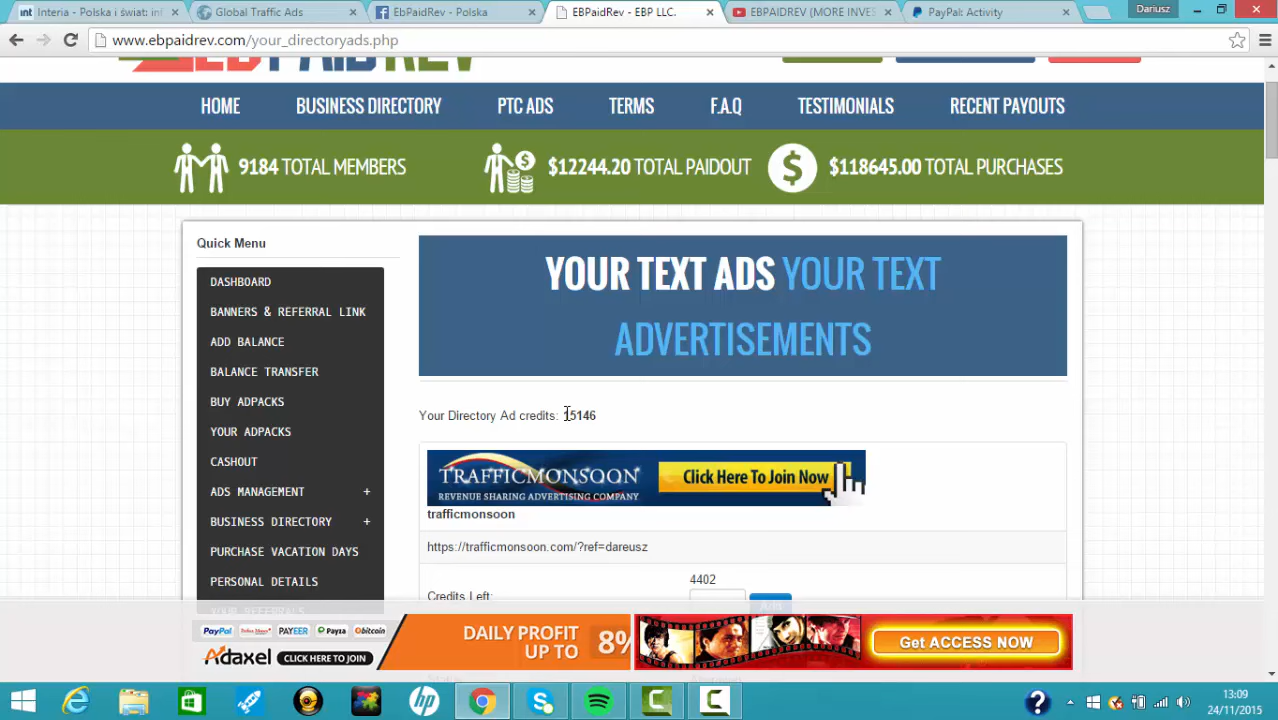 Interia - Polska i świat: inf
Global Traffic Ads
EbPaidRev - Polska
EBPaidRev - EBP LLC.
EBPAIDREV (MORE INVES
PayPal: Activity
Dariusz
www.ebpaidrev.com/your_directoryads.php
EBPAIDREV
HOME
BUSINESS DIRECTORY
PTC ADS
TERMS
F.A.Q
TESTIMONIALS
RECENT PAYOUTS
9184 TOTAL MEMBERS
$12244.20 TOTAL PAIDOUT
$118645.00 TOTAL PURCHASES
Quick Menu
DASHBOARD
BANNERS & REFERRAL LINK
ADD BALANCE
BALANCE TRANSFER
BUY ADPACKS
YOUR ADPACKS
CASHOUT
ADS MANAGEMENT +
BUSINESS DIRECTORY +
PURCHASE VACATION DAYS
PERSONAL DETAILS
YOUR REFERRALS
YOUR TEXT ADS YOUR TEXT
ADVERTISEMENTS
Your Directory Ad credits: 15146
TRAFFICMONSOON
REVENUE SHARING ADVERTISING COMPANY
Click Here To Join Now
trafficmonsoon
https://trafficmonsoon.com/?ref=dareusz
4402
Credits Left:
Add
PayPal
PAYEER
Payza
bitcoin
Adaxel
CLICK HERE TO JOIN
DAILY PROFIT
UP TO 8%
Get ACCESS NOW
13:09
24/11/2015